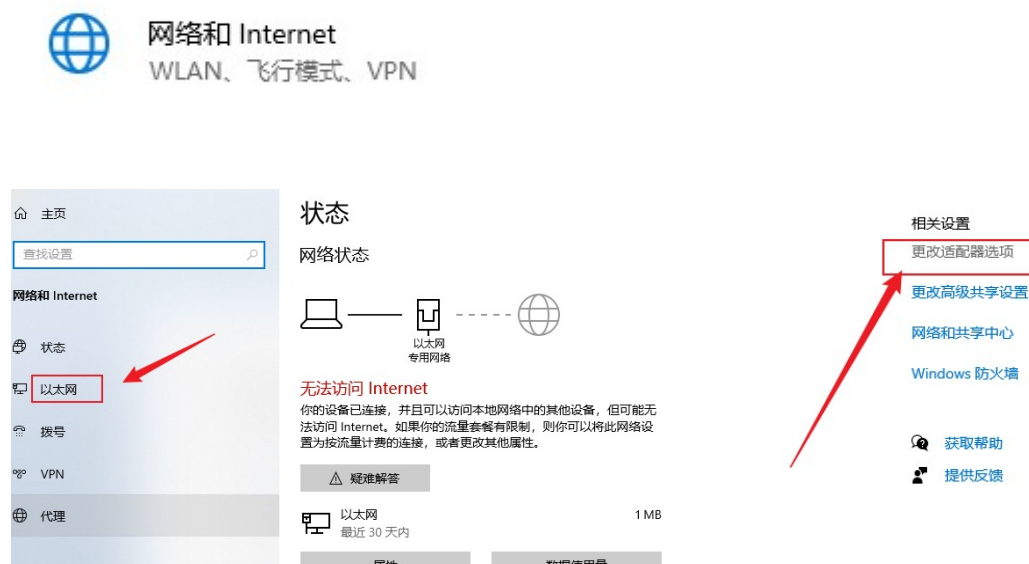 网络和 Internet
WLAN、飞行模式、VPN
主页
查找设置
网络和 Internet
状态
以太网
拨号
VPN
代理
状态
网络状态
以太网
专用网络
无法访问 Internet
你的设备已连接，并且可以访问本地网络中的其他设备，但可能无
法访问 Internet。如果你的流量套餐有限制，则你可以将此网络设
置为按流量计费的连接，或者更改其他属性。
疑难解答
以太网
1 MB
最近 30 天内
属性
数据使用量
相关设置
更改适配器选项
更改高级共享设置
网络和共享中心
Windows 防火墙
获取帮助
提供反馈